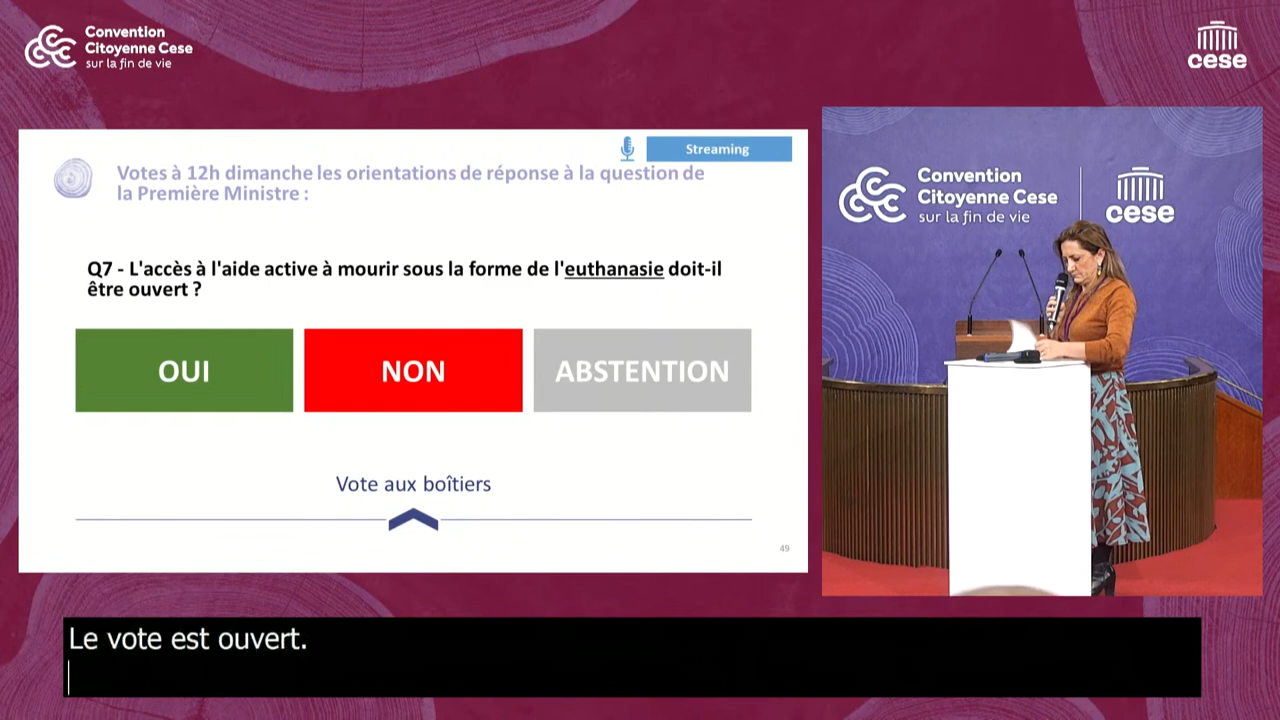 Convention
Citoyenne Cese
sur la fin de vie
cese
Streaming
Votes à 12h dimanche les orientations de réponse à la question de
la Première Ministre :
Q7 - L'accès à l'aide active à mourir sous la forme de l'euthanasie doit-il
être ouvert ?
OUI
NON
ABSTENTION
Vote aux boîtiers
49
Convention
Citoyenne Cese
sur la fin de vie
cese
Le vote est ouvert.